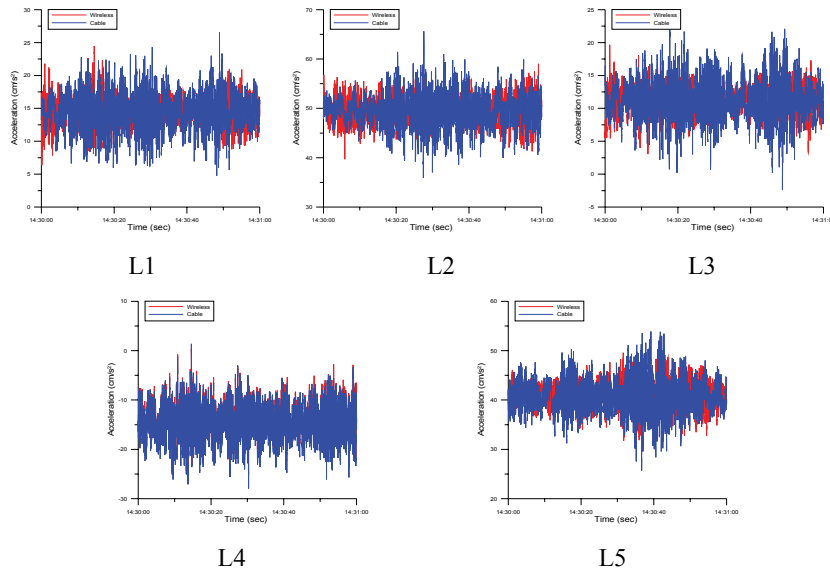 Wireless
Cable
30
25
20
15
10
5
0
Acceleration (cm/s²)
14:30:00
14:30:20
14:30:40
14:31:00
Time (sec)
L1
Wireless
Cable
70
60
50
40
30
Acceleration (cm/s²)
14:30:00
14:30:20
14:30:40
14:31:00
Time (sec)
L2
Wireless
Cable
30
25
20
15
10
5
0
-5
Acceleration (cm/s²)
14:30:00
14:30:20
14:30:40
14:31:0
Time (sec)
L3
Wireless
Cable
10
0
-10
-20
-30
Acceleration (cm/s²)
14:30:00
14:30:20
14:30:40
14:31:00
Time (sec)
L4
Wireless
Cable
60
50
40
30
20
Acceleration (cm/s²)
14:30:00
14:30:20
14:30:40
14:31:00
Time (sec)
L5